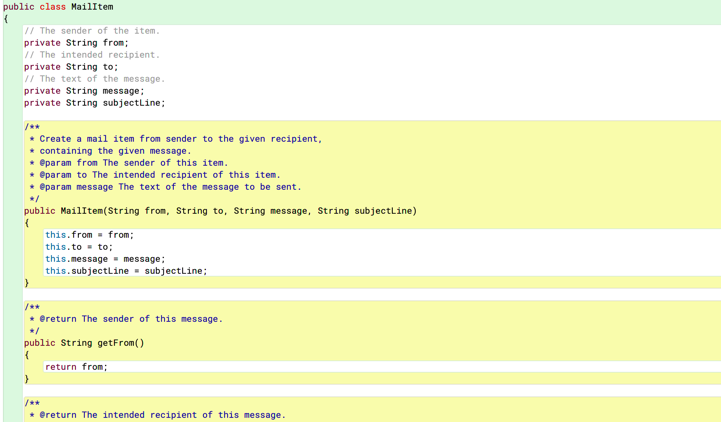 public class MailItem
{
// The sender of the item.
private String from;
// The intended recipient.
private String to;
// The text of the message.
private String message;
private String subjectLine;
/**
* Create a mail item from sender to the given recipient,
* containing the given message.
* @param from The sender of this item.
* @param to The intended recipient of this item.
* @param message The text of the message to be sent.
*/
public MailItem(String from, String to, String message, String subjectLine)
{
this.from = from;
this.to = to;
this.message = message;
this.subjectLine = subjectLine;
}
/**
* @return The sender of this message.
*/
public String getFrom()
{
return from;
}
/**
* @return The intended recipient of this message.